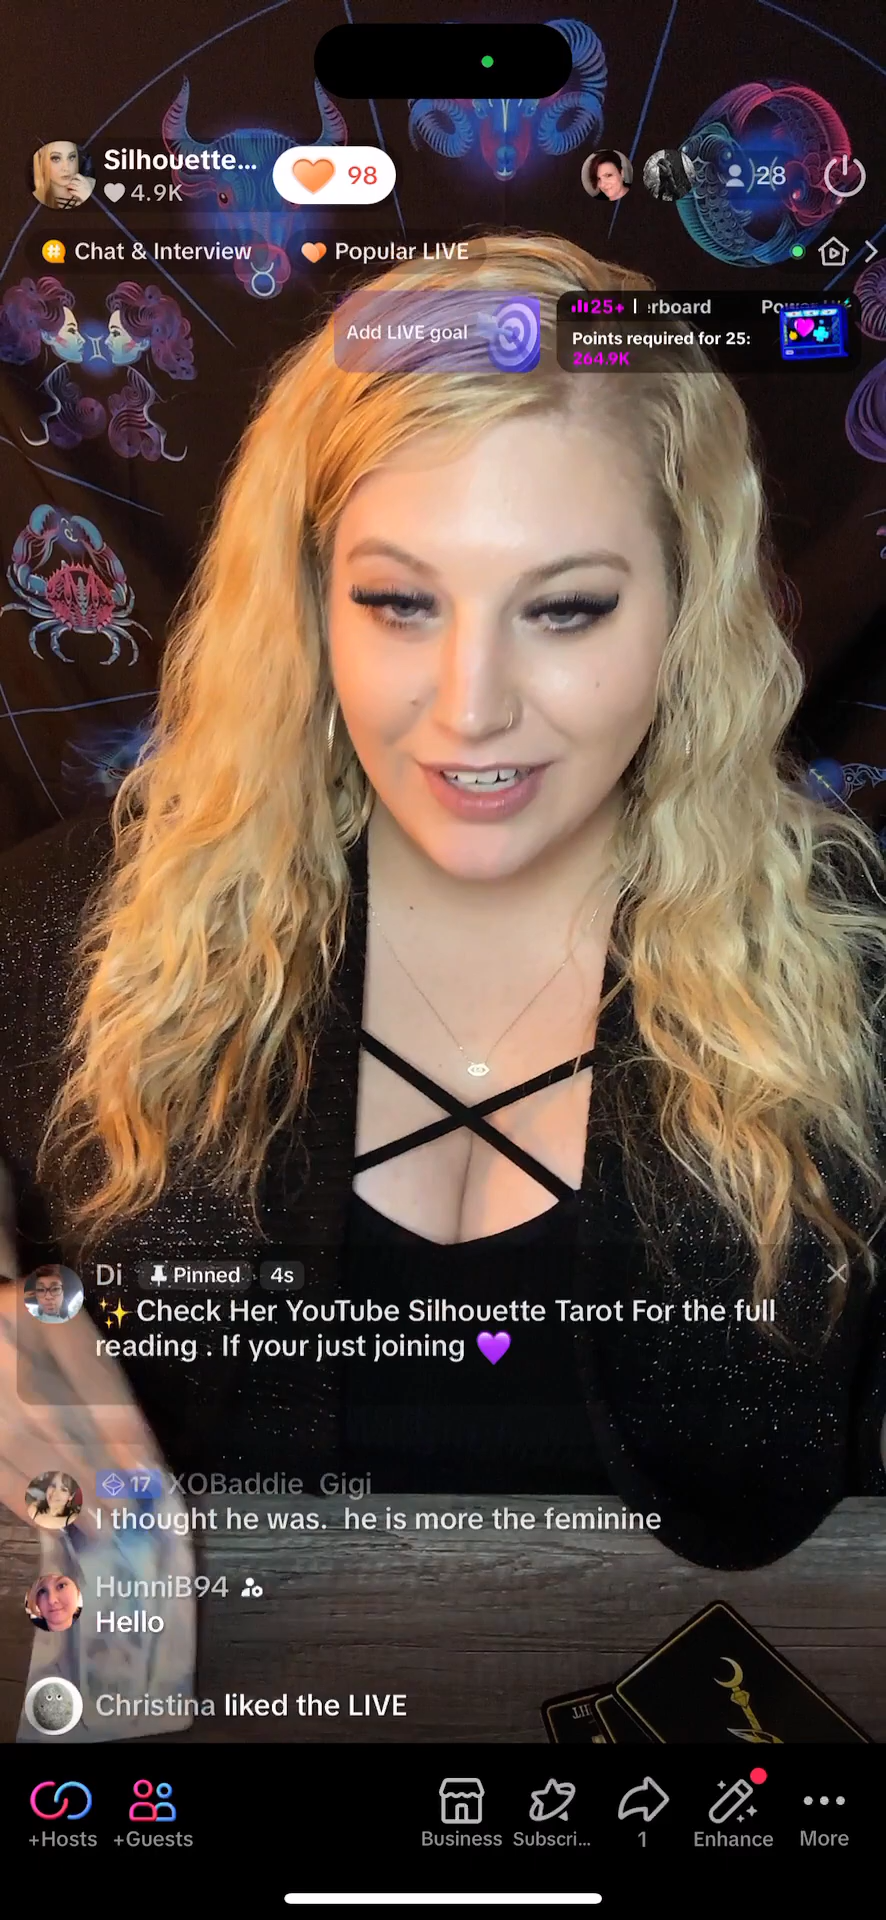 Silhouette...
4.9K
98
28
Chat & Interview
Popular LIVE
Add LIVE goal
25+
erboard
Points required for 25:
264.9K
Di Pinned 4s
✨Check Her YouTube Silhouette Tarot For the full
reading . If your just joining 💜
17 XOBaddie Gigi
I thought he was. he is more the feminine
HunniB94
Hello
Christina liked the LIVE
+Hosts
+Guests
Business
Subscri...
1
Enhance
More